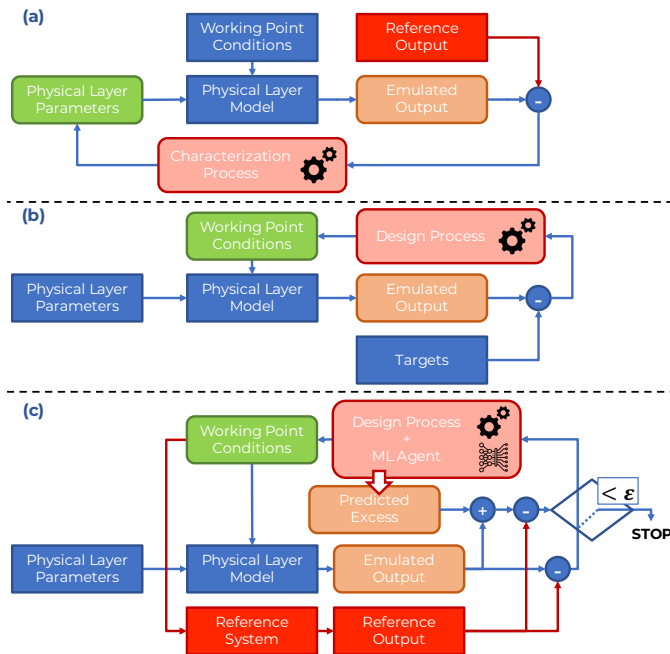 (a)
Working Point
Conditions
Reference
Output
Physical Layer
Parameters
Physical Layer
Model
Emulated
Output
-
Characterization
Process
(b)
Working Point
Conditions
Design Process
Physical Layer
Parameters
Physical Layer
Model
Emulated
Output
-
Targets
(c)
Working Point
Conditions
Design Process
+
ML Agent
Predicted
Excess
+
-
< ε
STOP
Physical Layer
Parameters
Physical Layer
Model
Emulated
Output
-
Reference
System
Reference
Output